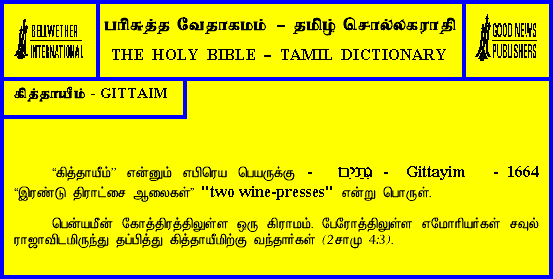 BELLWETHER
INTERNATIONAL
பரிசுத்த வேதாகமம் – தமிழ் சொல்லகராதி
THE HOLY BIBLE – TAMIL DICTIONARY
GOOD NEWS
PUBLISHERS
கித்தாயீம் - GITTAIM
“கித்தாயீம்” என்னும் எபிரெய பெயருக்கு - - Gittayim - 1664
“இரண்டு திராட்சை ஆலைகள்” "two wine-presses" என்று பொருள்.
பென்யமீன் கோத்திரத்திலுள்ள ஒரு கிராமம். பேரோத்திலுள்ள எமோரியர்கள் சவுல்
ராஜாவிடமிருந்து தப்பித்து கித்தாயீமிற்கு வந்தார்கள் (2சாமு 4:3).